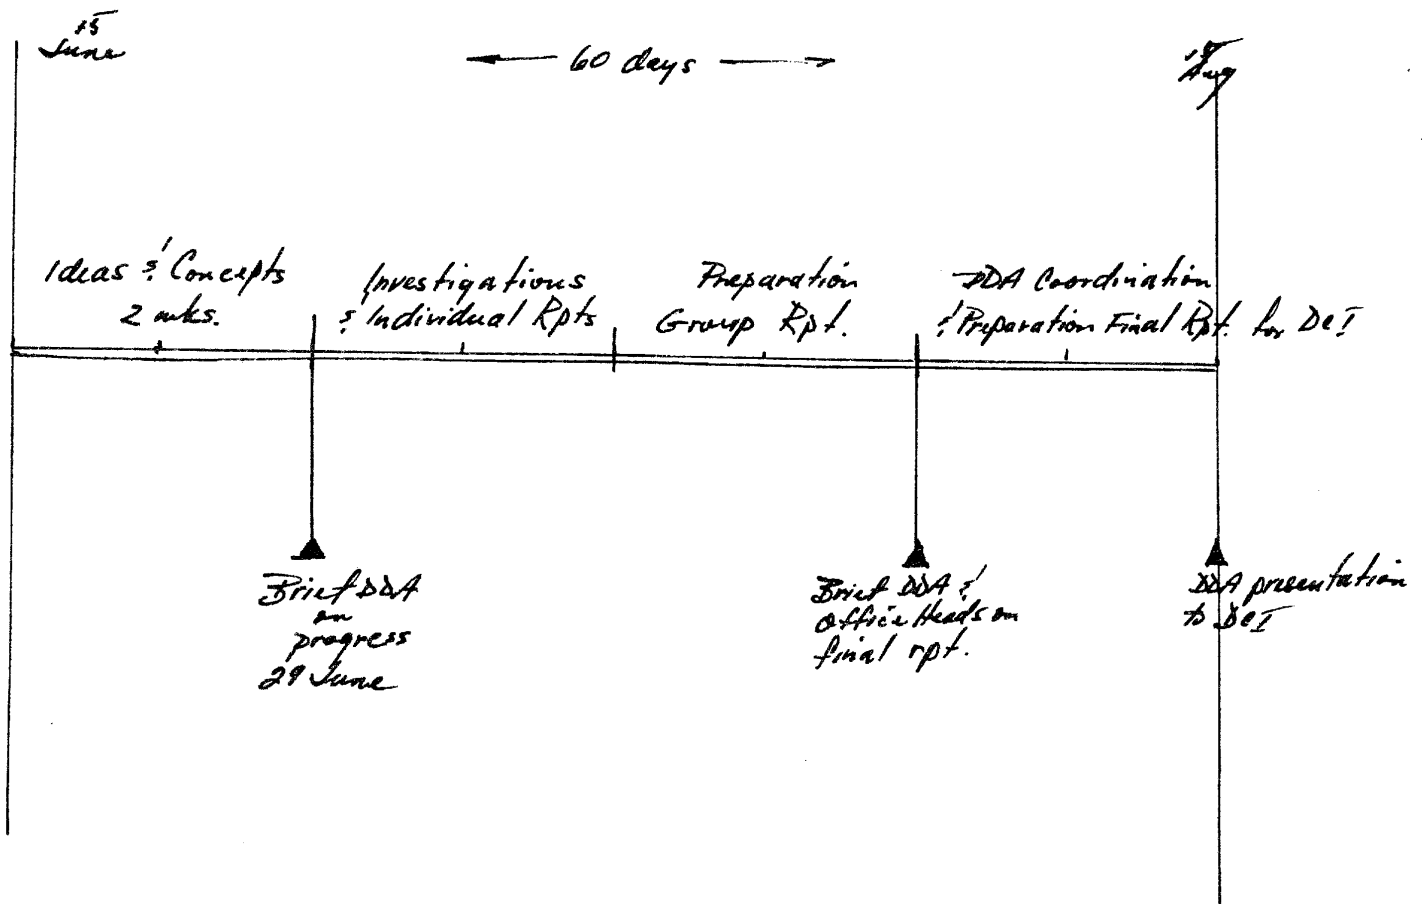 15
June
60 days
15
Aug
Ideas & Concepts
2 wks.
Investigations
& Individual Rpts
Preparation
Group Rpt.
DDA Coordination
& Preparation Final Rpt. for DCI
Brief DDA
on
progress
29 June
Brief DDA &
Office Heads on
final rpt.
DDA presentation
to DCI